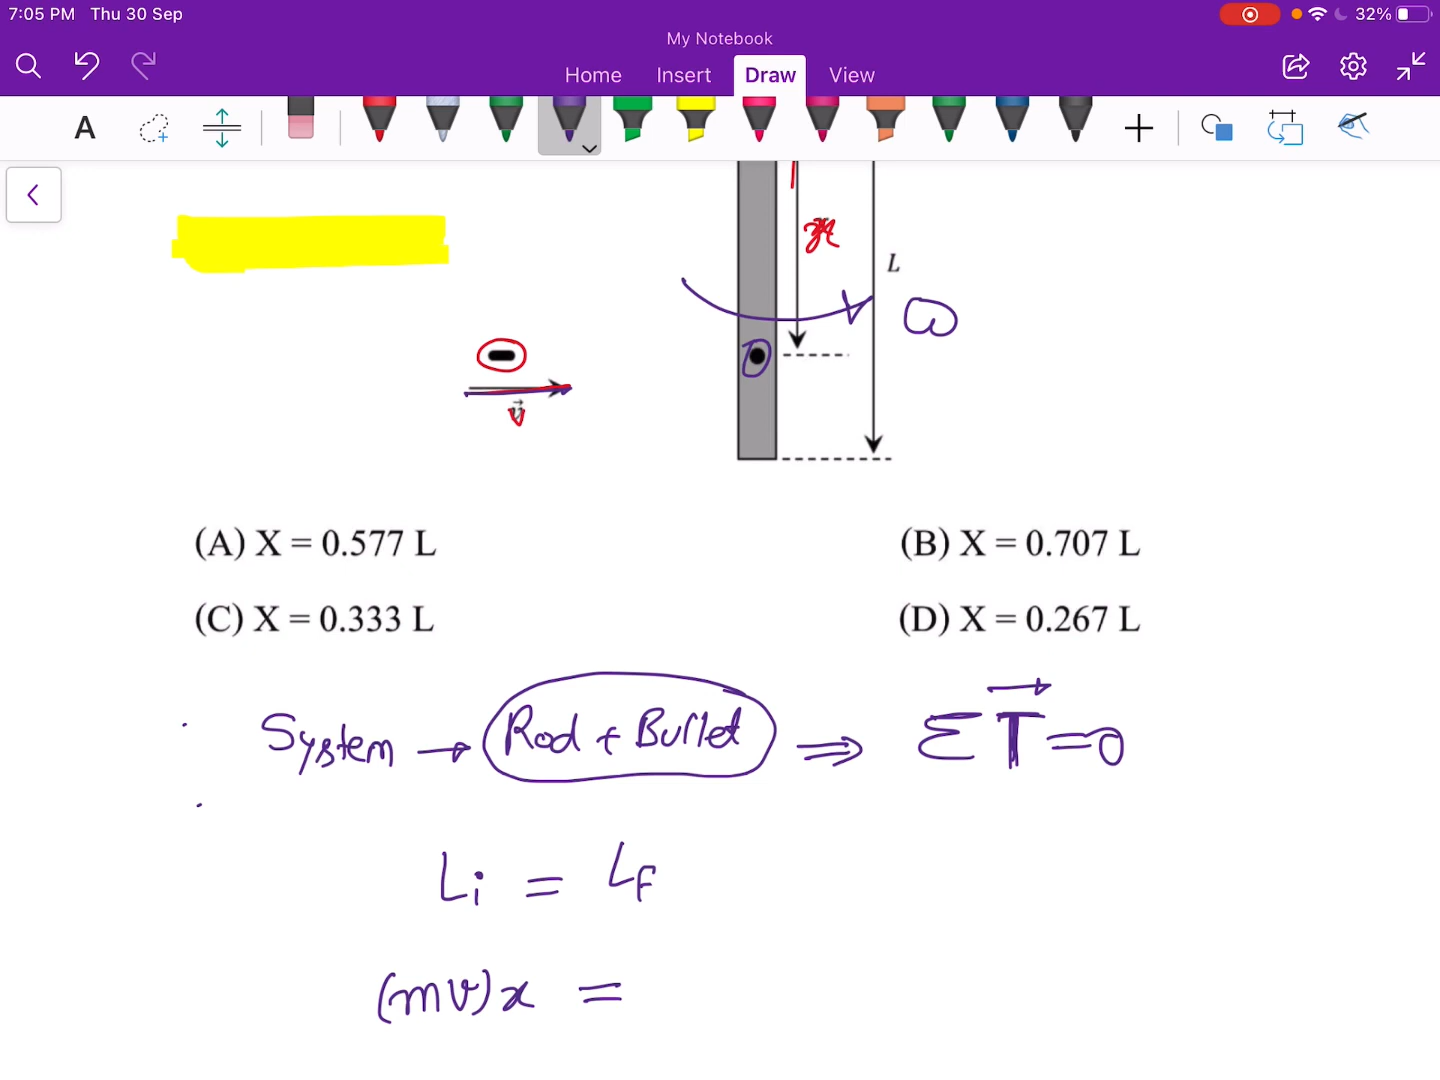 7:05 PM Thu 30 Sep
32%
My Notebook
Home Insert Draw View
A
x
L
ω
v
(A) X = 0.577 L
(B) X = 0.707 L
(C) X = 0.333 L
(D) X = 0.267 L
System → Rod + Bullet ⇒ ΣT = 0
Li = Lf
(mv)x =